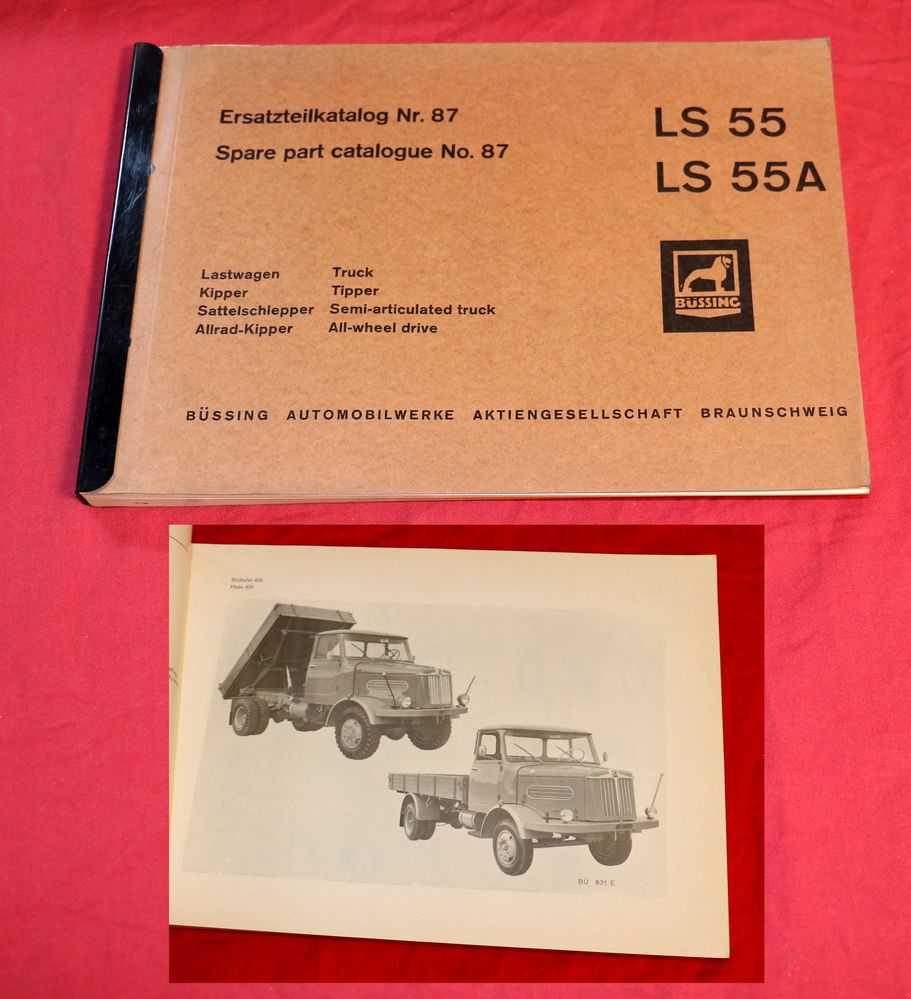 Ersatzteilkatalog Nr. 87
Spare part catalogue No. 87
LS 55
LS 55A
Lastwagen Truck
Kipper Tipper
Sattelschlepper Semi-articulated truck
Allrad-Kipper All-wheel drive
BÜSSING
BÜSSING AUTOMOBILWERKE AKTIENGESELLSCHAFT BRAUNSCHWEIG
Bildtafel 831
Plate 831
BÜ 831 E